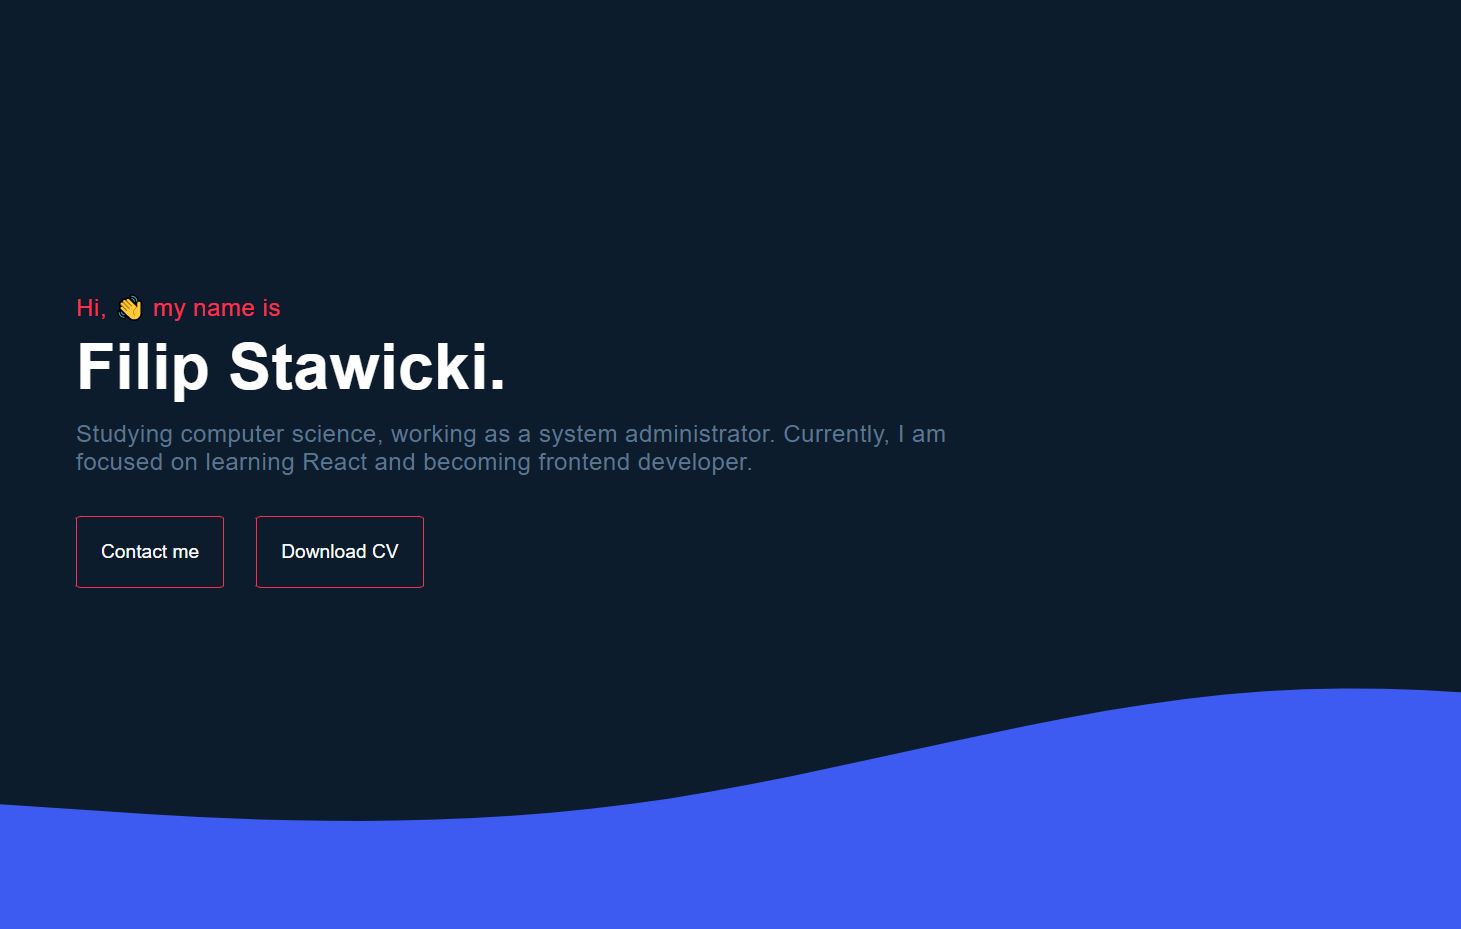 Hi, 👋 my name is
Filip Stawicki.
Studying computer science, working as a system administrator. Currently, I am
focused on learning React and becoming frontend developer.
Contact me
Download CV